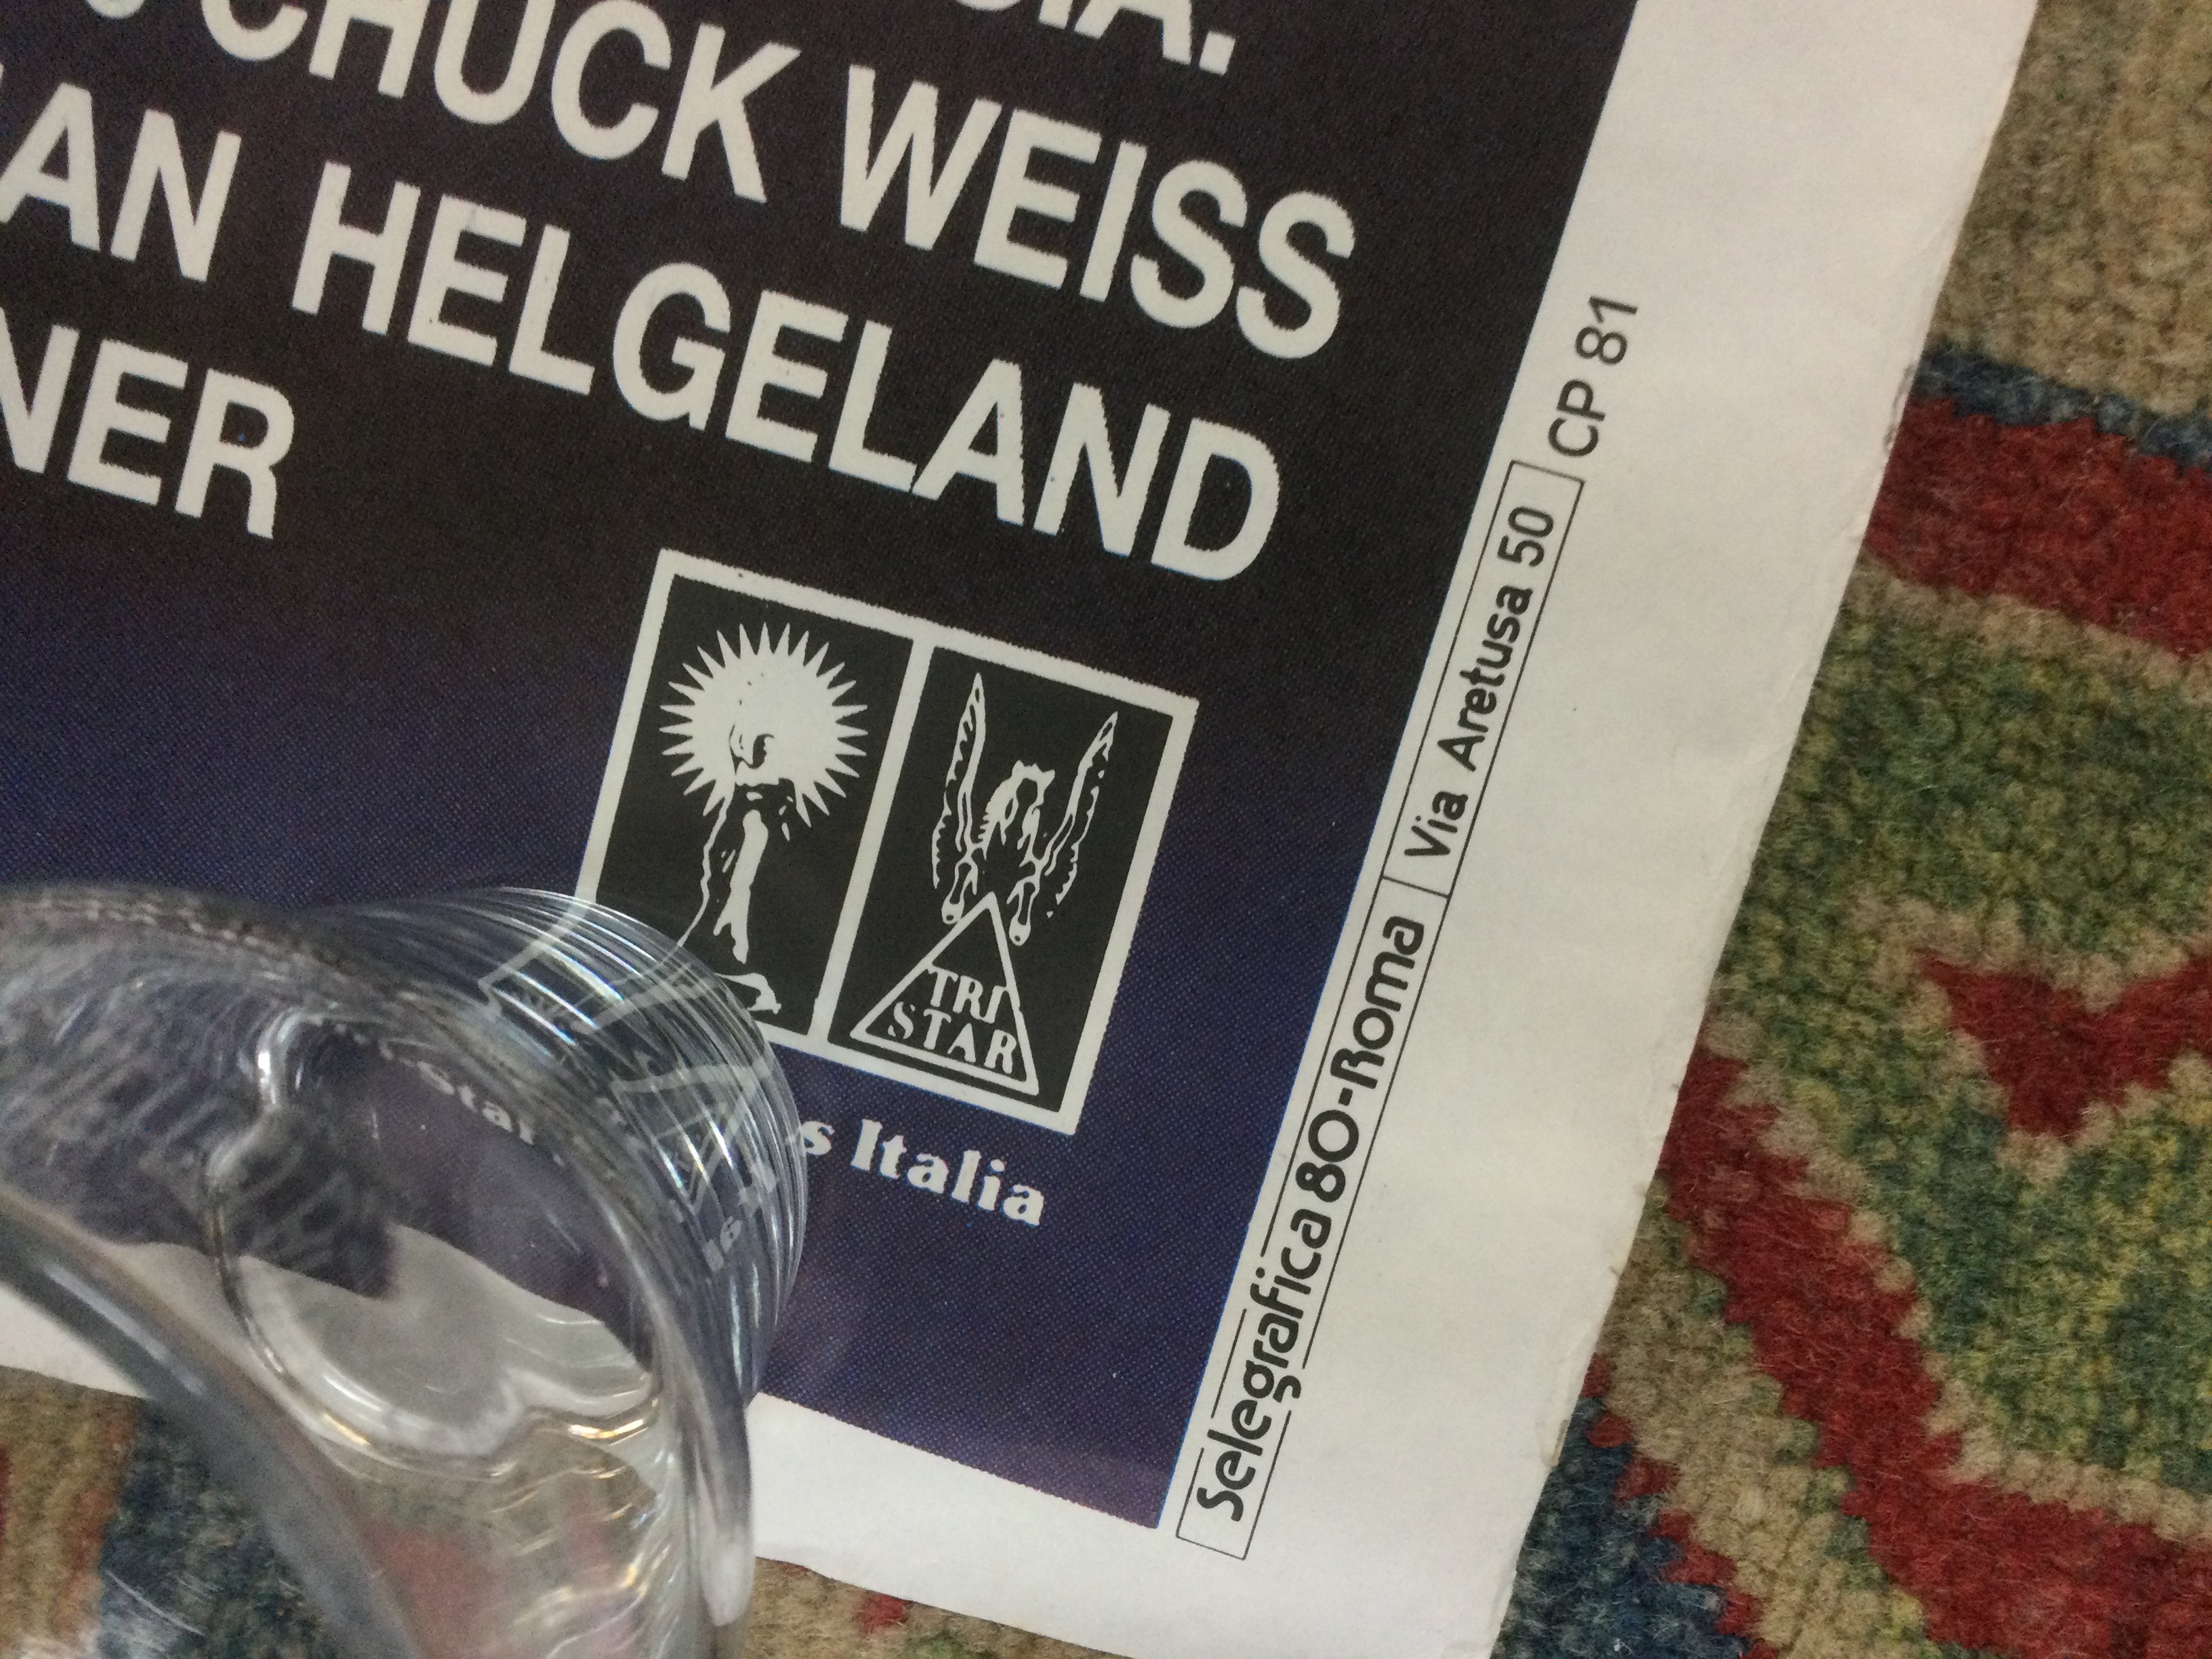 CHUCK WEISS
AN HELGELAND
NER
TRI
STAR
s Italia
Selegrafica 80-Roma Via Aretusa 50 CP 81